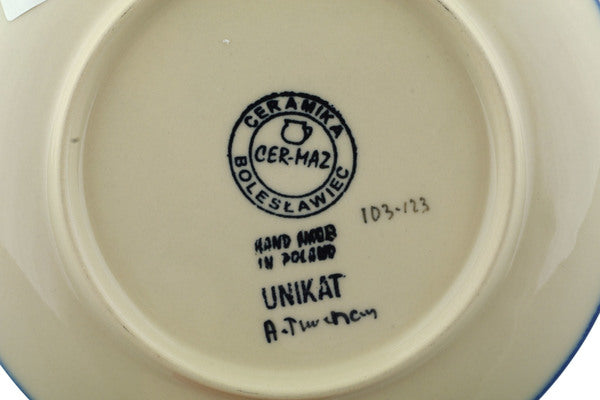 CERAMIKA
CER-MAZ
BOLESŁAWIEC
103-123
HAND MADE
IN POLAND
UNIKAT